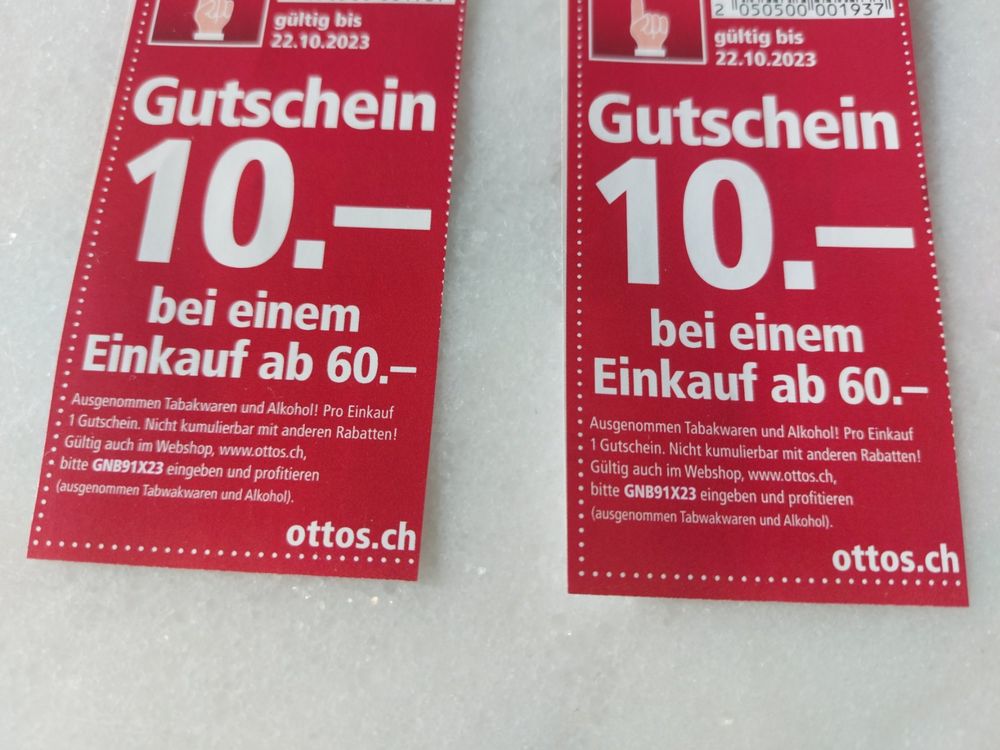 gültig bis
22.10.2023
Gutschein
10.–
bei einem
Einkauf ab 60.–
Ausgenommen Tabakwaren und Alkohol! Pro Einkauf
1 Gutschein. Nicht kumulierbar mit anderen Rabatten!
Gültig auch im Webshop, www.ottos.ch,
bitte GNB91X23 eingeben und profitieren
(ausgenommen Tabwakwaren und Alkohol).
ottos.ch
2 050500 001937
gültig bis
22.10.2023
Gutschein
10.–
bei einem
Einkauf ab 60.–
Ausgenommen Tabakwaren und Alkohol! Pro Einkauf
1 Gutschein. Nicht kumulierbar mit anderen Rabatten!
Gültig auch im Webshop, www.ottos.ch,
bitte GNB91X23 eingeben und profitieren
(ausgenommen Tabwakwaren und Alkohol).
ottos.ch